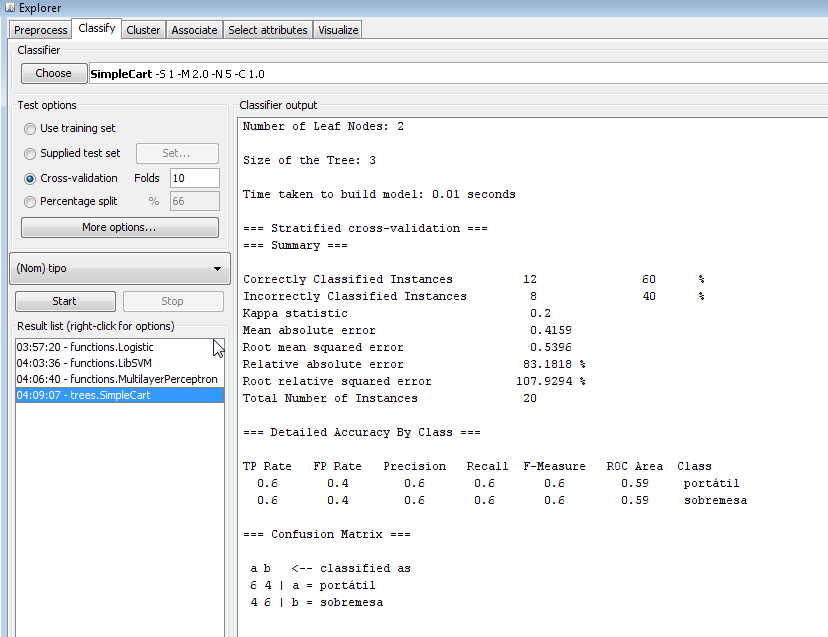 Explorer
Preprocess Classify Cluster Associate Select attributes Visualize
Classifier
Choose SimpleCart -S 1 -M 2.0 -N 5 -C 1.0
Test options
Use training set
Supplied test set Set...
Cross-validation Folds 10
Percentage split % 66
More options...
(Nom) tipo
Start Stop
Result list (right-click for options)
03:57:20 - functions.Logistic
04:03:36 - functions.LibSVM
04:06:40 - functions.MultilayerPerceptron
04:09:07 - trees.SimpleCart
Classifier output
Number of Leaf Nodes: 2
Size of the Tree: 3
Time taken to build model: 0.01 seconds
=== Stratified cross-validation ===
=== Summary ===
Correctly Classified Instances 12 60 %
Incorrectly Classified Instances 8 40 %
Kappa statistic 0.2
Mean absolute error 0.4159
Root mean squared error 0.5396
Relative absolute error 83.1818 %
Root relative squared error 107.9294 %
Total Number of Instances 20
=== Detailed Accuracy By Class ===
TP Rate FP Rate Precision Recall F-Measure ROC Area Class
0.6 0.4 0.6 0.6 0.6 0.59 portátil
0.6 0.4 0.6 0.6 0.6 0.59 sobremesa
=== Confusion Matrix ===
a b <-- classified as
6 4 | a = portátil
4 6 | b = sobremesa